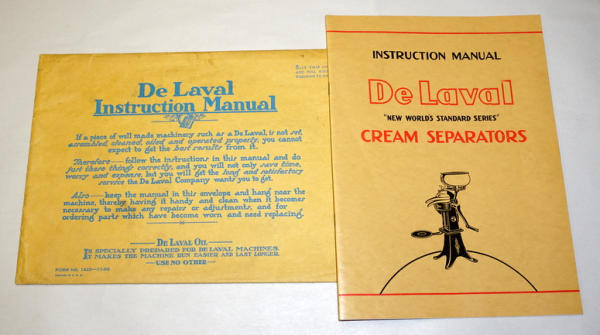 De Laval
Instruction Manual
If a piece of well made machinery such as a De Laval, is not set,
assembled, cleaned, oiled and operated properly, you cannot
expect to get the best results from it.
Therefore — follow the instructions in this manual and do
just these things correctly, and you will not only save time,
worry and expense, but you will get the long and satisfactory
service the De Laval Company wants you to get.
Also — keep the manual in this envelope and hang near the
machine, thereby having it handy and clean when it becomes
necessary to make any repairs or adjustments, and for
ordering parts which have become worn and need replacing.
DE LAVAL OIL
IS SPECIALLY PREPARED FOR DE LAVAL MACHINES.
IT MAKES THE MACHINE RUN EASIER AND LAST LONGER.
USE NO OTHER
FORM NO.
INSTRUCTION MANUAL
De Laval
"NEW WORLD'S STANDARD SERIES"
CREAM SEPARATORS